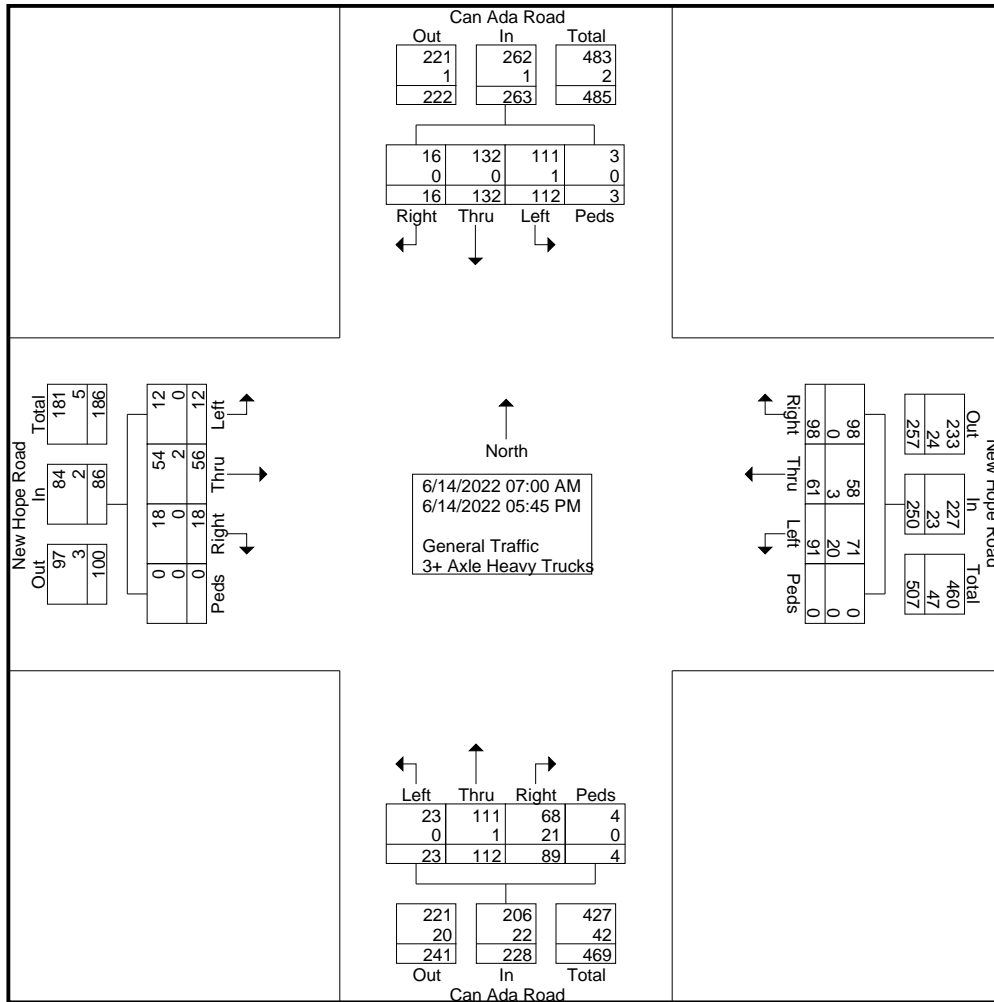 Can Ada Road
Out In Total
221 262 483
1 1 2
222 263 485
16 132 111 3
0 0 1 0
16 132 112 3
Right Thru Left Peds
New Hope Road
Total In Out
181 84 97
5 2 3
186 86 100
12 54 18 0
0 2 0 0
12 56 18 0
Left Thru Right Peds
North
6/14/2022 07:00 AM
6/14/2022 05:45 PM
General Traffic
3+ Axle Heavy Trucks
Right Thru Left Peds
98 58 71 0
0 3 20 0
98 61 91 0
Out In Total
233 227 460
24 23 47
257 250 507
New Hope Road
Left Thru Right Peds
23 111 68 4
0 1 21 0
23 112 89 4
221 206 427
20 22 42
241 228 469
Out In Total
Can Ada Road